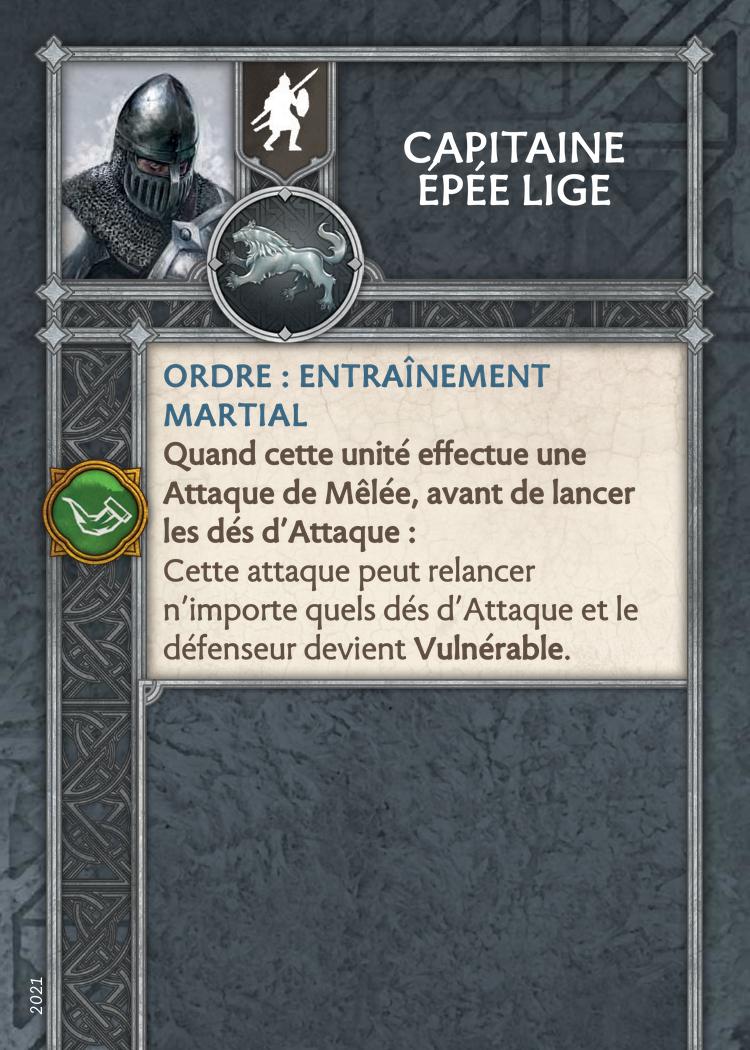 CAPITAINE
ÉPÉE LIGE
ORDRE : ENTRAÎNEMENT
MARTIAL
Quand cette unité effectue une
Attaque de Mêlée, avant de lancer
les dés d’Attaque :
Cette attaque peut relancer
n’importe quels dés d’Attaque et le
défenseur devient Vulnérable.
2021